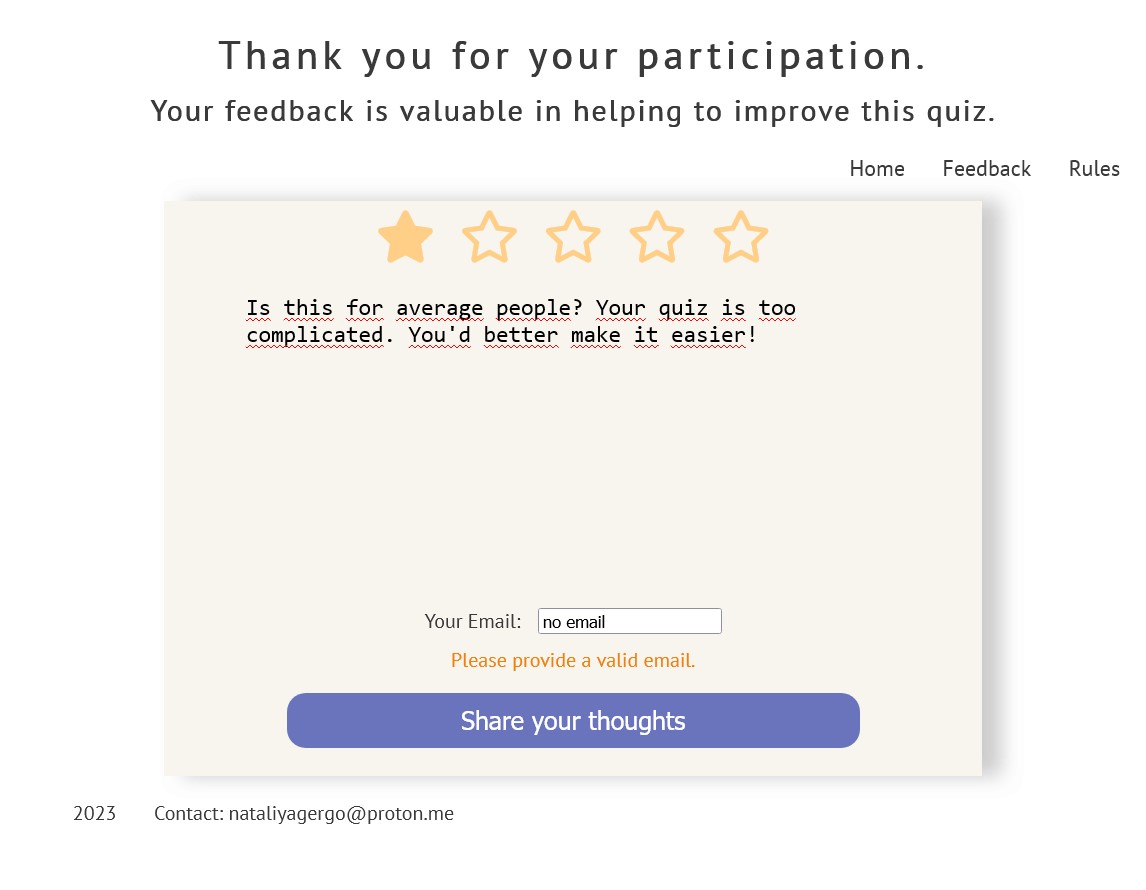 Thank you for your participation.
Your feedback is valuable in helping to improve this quiz.
Home Feedback Rules
Is this for average people? Your quiz is too
complicated. You'd better make it easier!
Your Email: no email
Please provide a valid email.
Share your thoughts
2023 Contact: nataliyagergo@proton.me